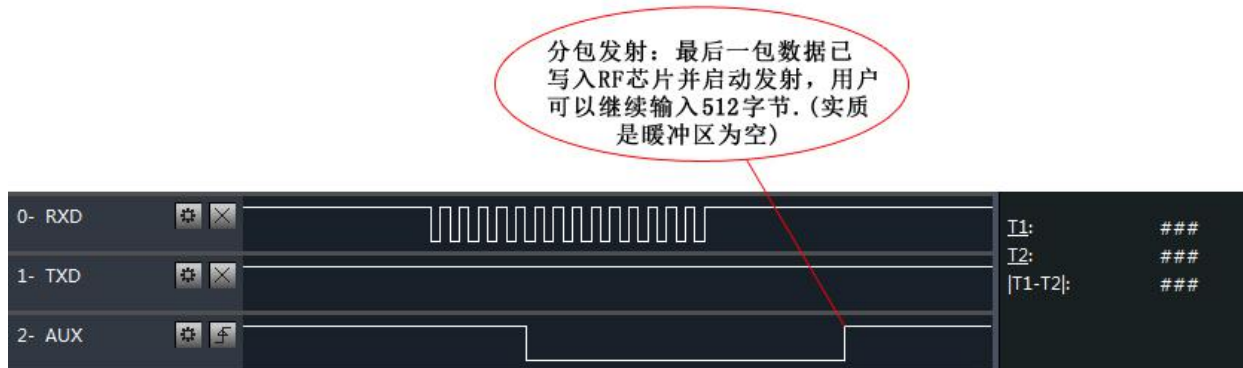 分包发射：最后一包数据已
写入RF芯片并启动发射，用户
可以继续输入512字节.(实质
是暖冲区为空)
0- RXD
T1: ###
1- TXD
T2: ###
|T1-T2|: ###
2- AUX